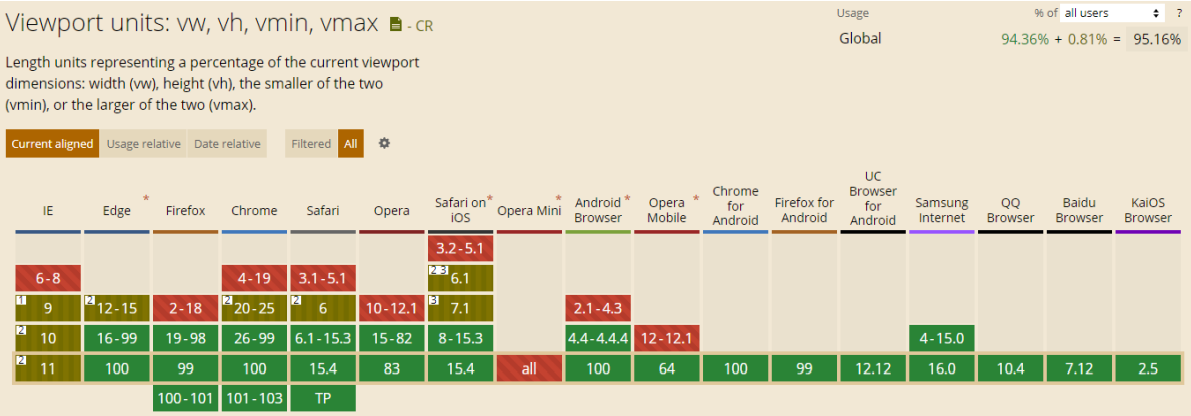 Viewport units: vw, vh, vmin, vmax - CR
Usage % of all users ?
Global 94.36% + 0.81% = 95.16%
Length units representing a percentage of the current viewport
dimensions: width (vw), height (vh), the smaller of the two
(vmin), or the larger of the two (vmax).
Current aligned Usage relative Date relative Filtered All
IE Edge * Firefox Chrome Safari Opera Safari on iOS * Opera Mini * Android Browser * Opera Mobile * Chrome for Android Firefox for Android UC Browser for Android Samsung Internet QQ Browser Baidu Browser KaiOS Browser
3.2-5.1
6-8 4-19 3.1-5.1 2 3 6.1
1 9 2 12-15 2-18 2 20-25 2 6 10-12.1 3 7.1 2.1-4.3
2 10 16-99 19-98 26-99 6.1-15.3 15-82 8-15.3 4.4-4.4.4 12-12.1 4-15.0
2 11 100 99 100 15.4 83 15.4 all 100 64 100 99 12.12 16.0 10.4 7.12 2.5
100-101 101-103 TP